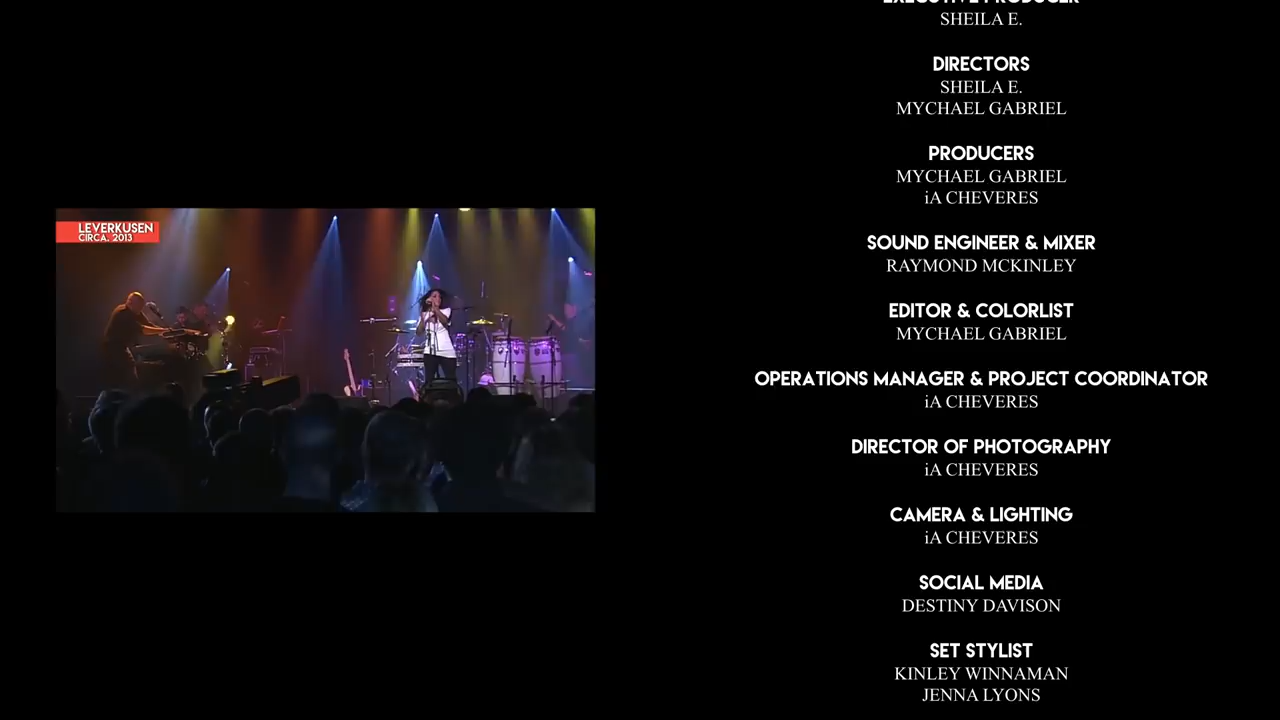 LEVERKUSEN
CIRCA. 2013
EXECUTIVE PRODUCER
SHEILA E.
DIRECTORS
SHEILA E.
MYCHAEL GABRIEL
PRODUCERS
MYCHAEL GABRIEL
iA CHEVERES
SOUND ENGINEER & MIXER
RAYMOND MCKINLEY
EDITOR & COLORLIST
MYCHAEL GABRIEL
OPERATIONS MANAGER & PROJECT COORDINATOR
iA CHEVERES
DIRECTOR OF PHOTOGRAPHY
iA CHEVERES
CAMERA & LIGHTING
iA CHEVERES
SOCIAL MEDIA
DESTINY DAVISON
SET STYLIST
KINLEY WINNAMAN
JENNA LYONS